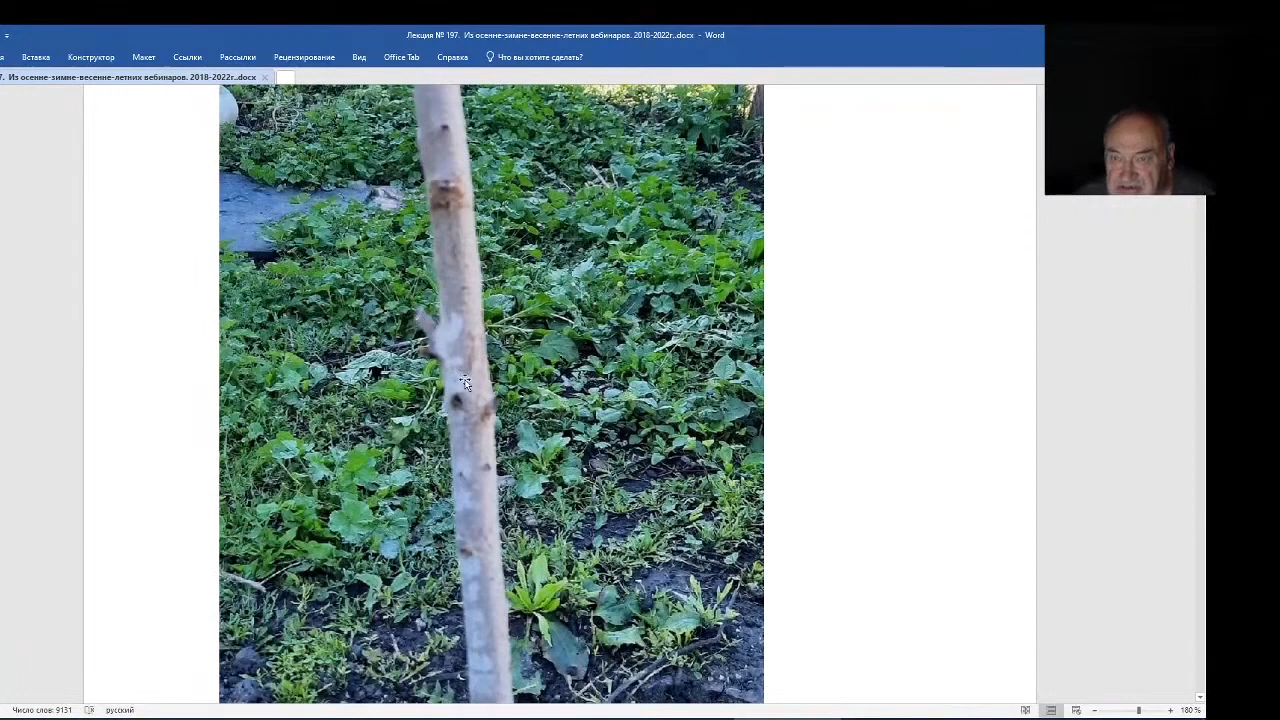 Лекция № 197. Из осенне-зимне-весенне-летних вебинаров. 2018-2022г..docx - Word
я Вставка Конструктор Макет Ссылки Рассылки Рецензирование Вид Office Tab Справка Что вы хотите сделать?
7. Из осенне-зимне-весенне-летних вебинаров. 2018-2022г..docx
Число слов: 9131 русский 180 %